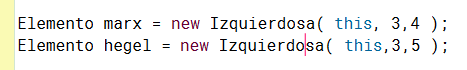 Elemento marx = new Izquierdosa( this, 3,4 );
Elemento hegel = new Izquierdosa( this,3,5 );